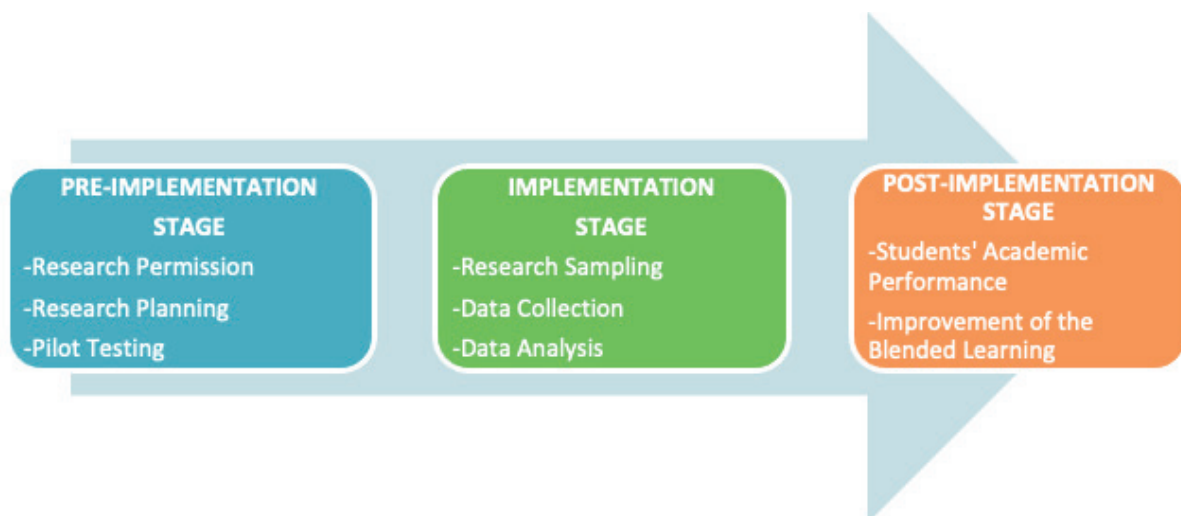 PRE-IMPLEMENTATION
STAGE
-Research Permission
-Research Planning
-Pilot Testing
IMPLEMENTATION
STAGE
-Research Sampling
-Data Collection
-Data Analysis
POST-IMPLEMENTATION
STAGE
-Students' Academic
Performance
-Improvement of the
Blended Learning